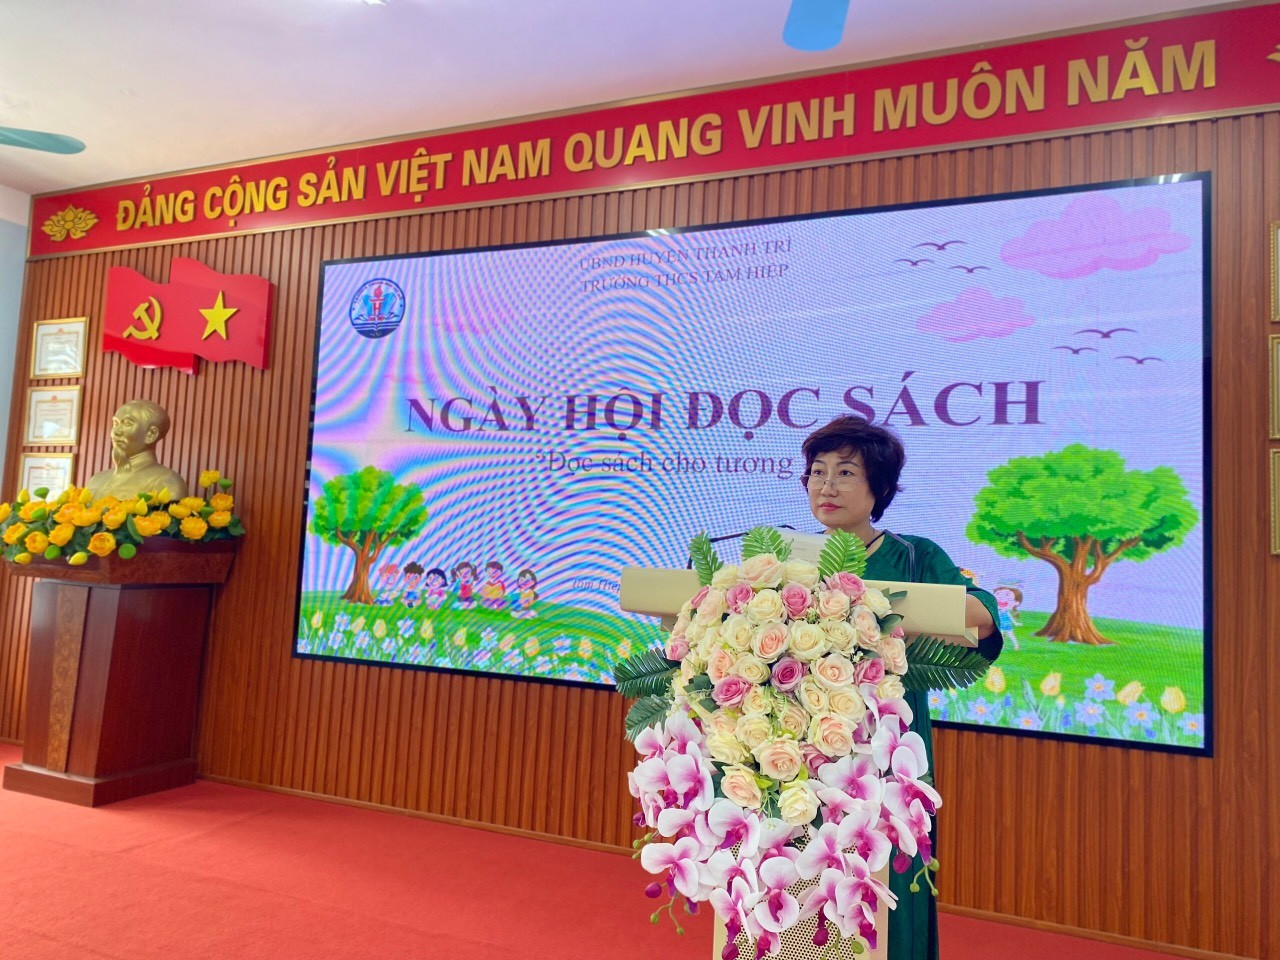 ĐẢNG CỘNG SẢN VIỆT NAM QUANG VINH MUÔN NĂM
UBND HUYỆN THANH TRÌ
TRƯỜNG THCS TAM HIỆP
NGÀY HỘI ĐỌC SÁCH
"Đọc sách cho tương